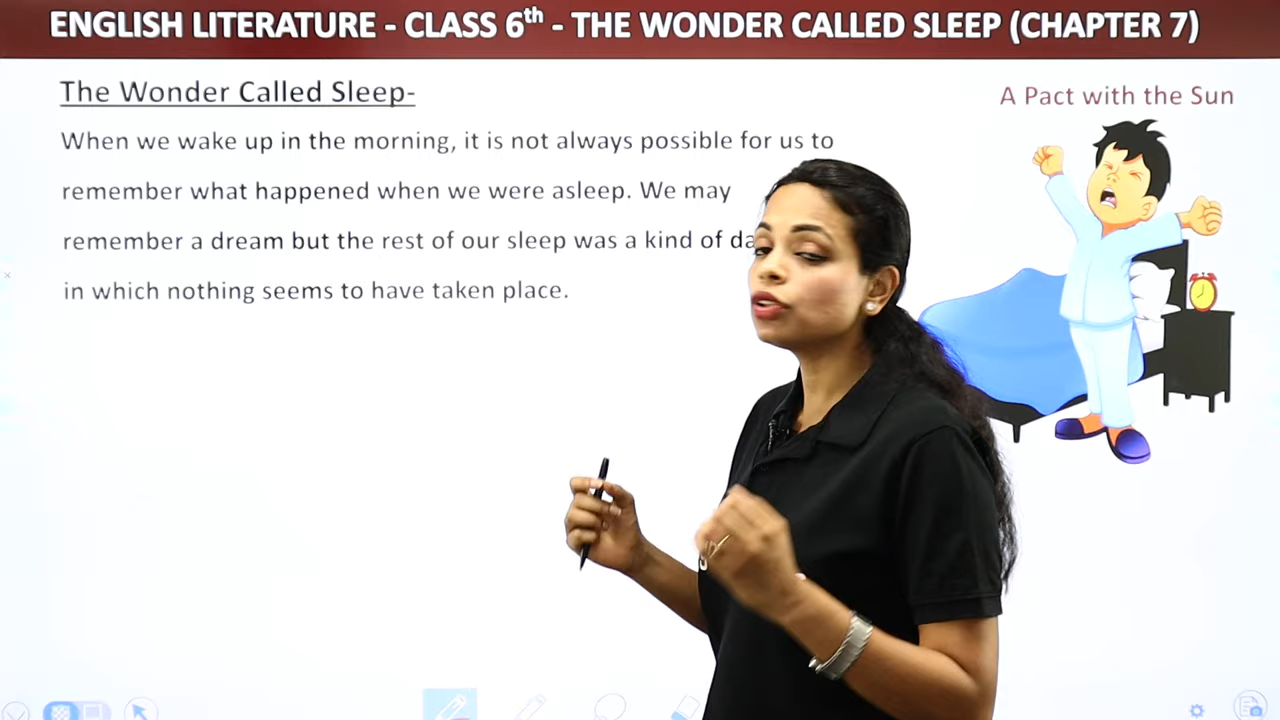 ENGLISH LITERATURE - CLASS 6th - THE WONDER CALLED SLEEP (CHAPTER 7)
The Wonder Called Sleep-
A Pact with the Sun
When we wake up in the morning, it is not always possible for us to
remember what happened when we were asleep. We may
remember a dream but the rest of our sleep was a kind of
in which nothing seems to have taken place.